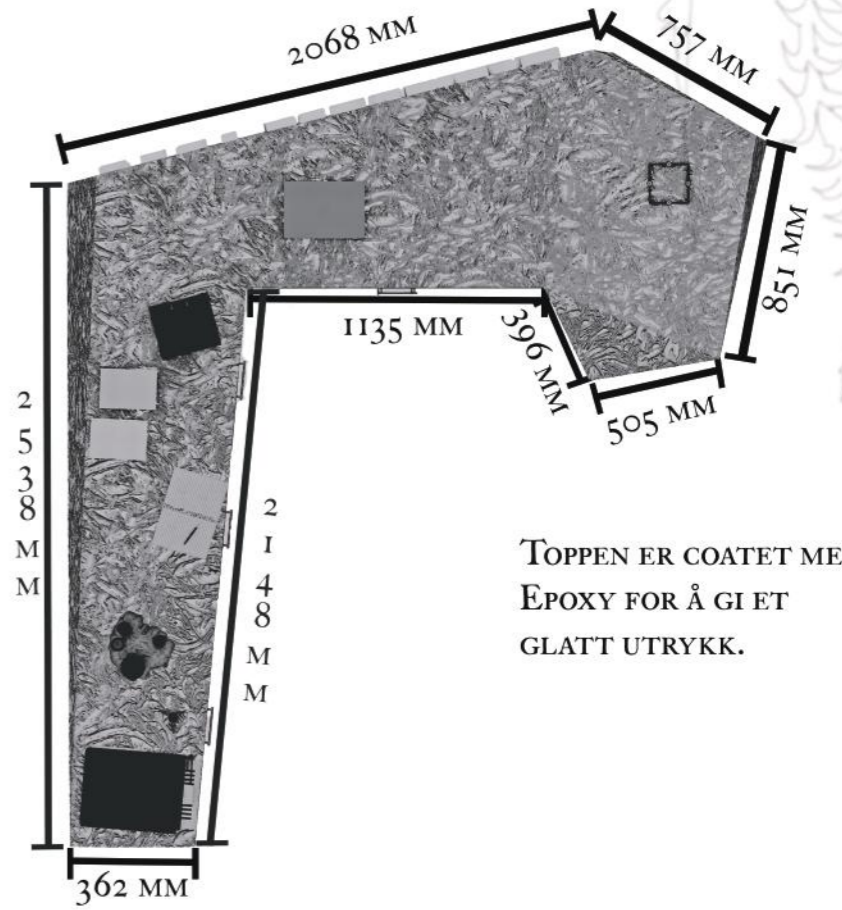 2068 MM
757 MM
851 MM
1135 MM
396 MM
505 MM
2538 MM
2148 MM
TOPPEN ER COATET ME
EPOXY FOR Å GI ET
GLATT UTRYKK.
362 MM